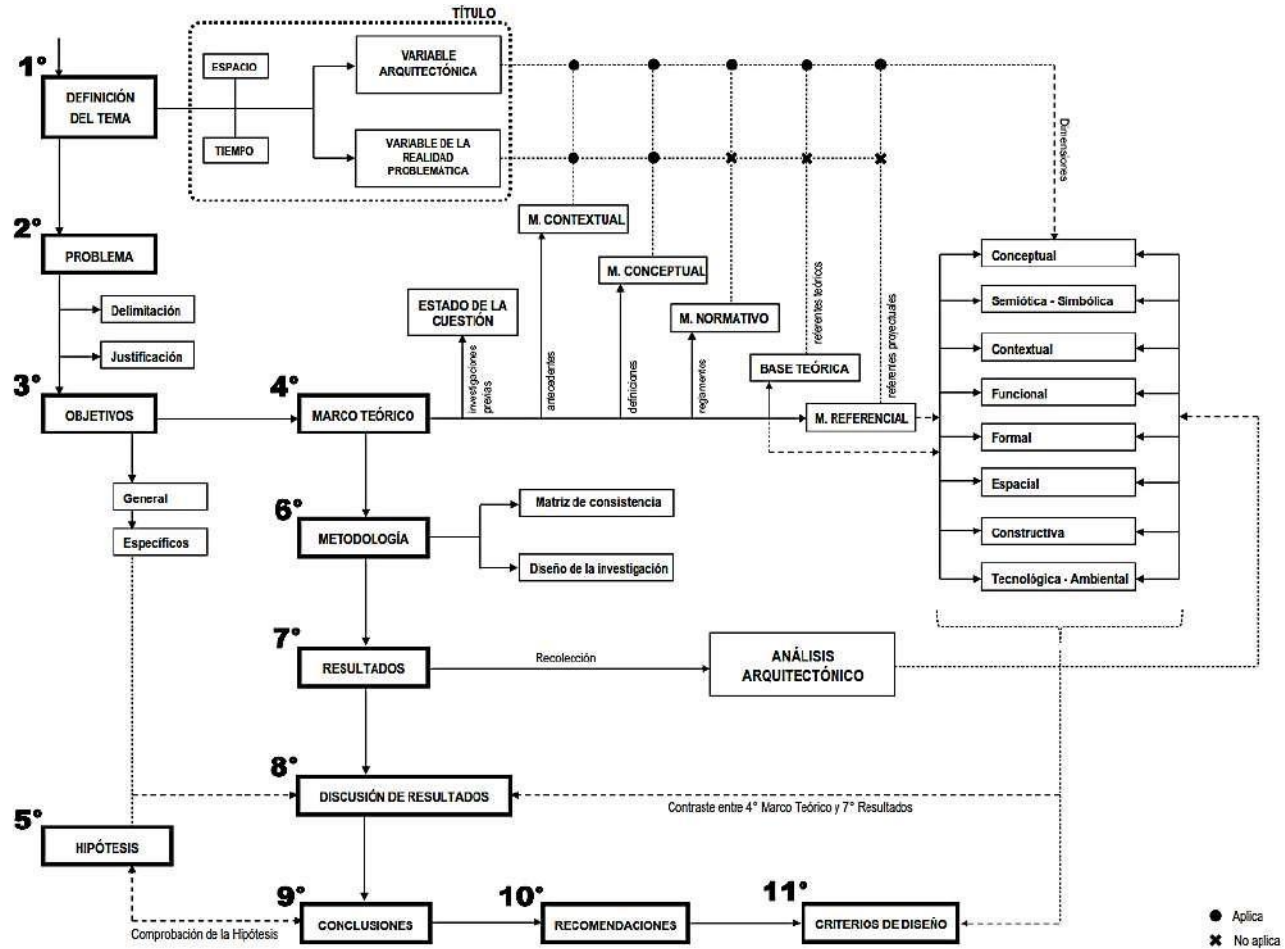 TÍTULO
1°
DEFINICIÓN
DEL TEMA
ESPACIO
TIEMPO
VARIABLE
ARQUITECTÓNICA
VARIABLE DE LA
REALIDAD
PROBLEMÁTICA
Dimensiones
2°
PROBLEMA
Delimitación
Justificación
3°
OBJETIVOS
General
Específicos
4°
MARCO TEÓRICO
ESTADO DE LA
CUESTIÓN
investigaciones
previas
M. CONTEXTUAL
antecedentes
M. CONCEPTUAL
definiciones
M. NORMATIVO
reglamentos
BASE TEÓRICA
referentes teóricos
M. REFERENCIAL
referentes proyectuales
Conceptual
Semiótica - Simbólica
Contextual
Funcional
Formal
Espacial
Constructiva
Tecnológica - Ambiental
6°
METODOLOGÍA
Matriz de consistencia
Diseño de la investigación
7°
RESULTADOS
Recolección
ANÁLISIS
ARQUITECTÓNICO
8°
DISCUSIÓN DE RESULTADOS
Contraste entre 4° Marco Teórico y 7° Resultados
5°
HIPÓTESIS
Comprobación de la Hipótesis
9°
CONCLUSIONES
10°
RECOMENDACIONES
11°
CRITERIOS DE DISEÑO
Aplica
No aplica